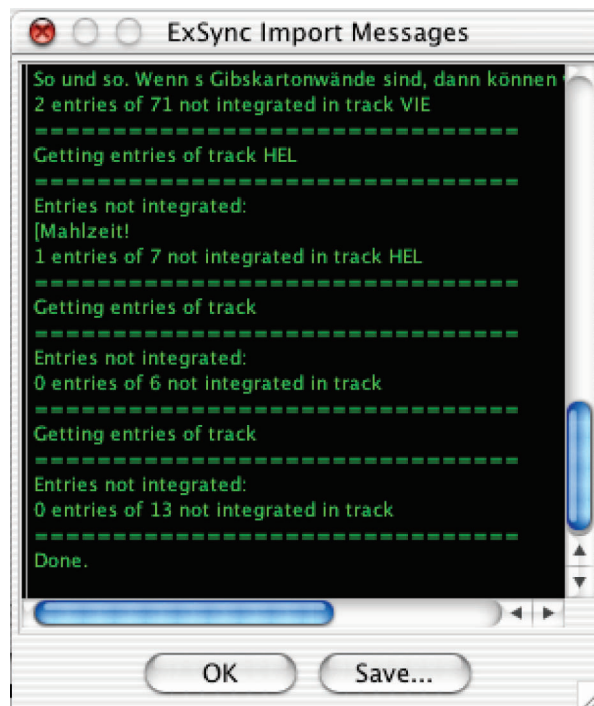 ExSync Import Messages
So und so. Wenn s Gibskartonwände sind, dann können
2 entries of 71 not integrated in track VIE
===============================
Getting entries of track HEL
===============================
Entries not integrated:
[Mahlzeit!
1 entries of 7 not integrated in track HEL
===============================
Getting entries of track
===============================
Entries not integrated:
0 entries of 6 not integrated in track
===============================
Getting entries of track
===============================
Entries not integrated:
0 entries of 13 not integrated in track
===============================
Done.
OK Save...